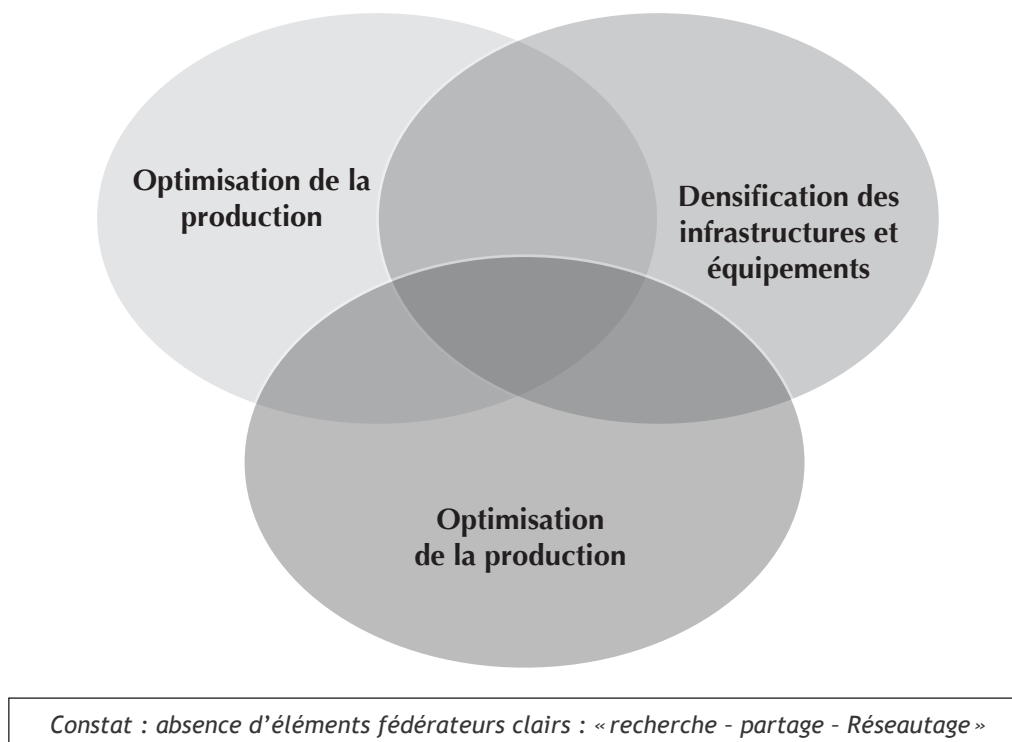 Optimisation de la
production
Densification des
infrastructures et
équipements
Optimisation
de la production
Constat : absence d’éléments fédérateurs clairs : « recherche - partage - Réseautage »